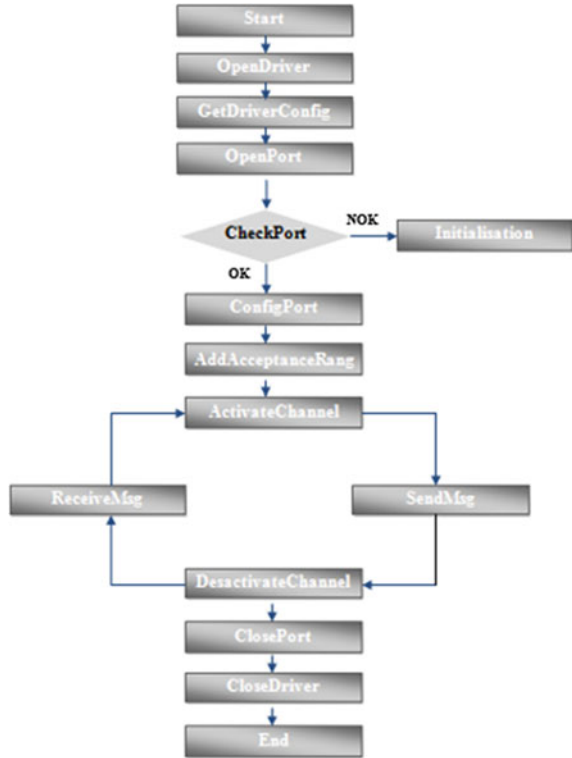 Start
OpenDriver
GetDriverConfig
OpenPort
CheckPort
NOK
Initialisation
OK
ConfigPort
AddAcceptanceRang
ActivateChannel
ReceiveMsg
SendMsg
DesactivateChannel
ClosePort
CloseDriver
End